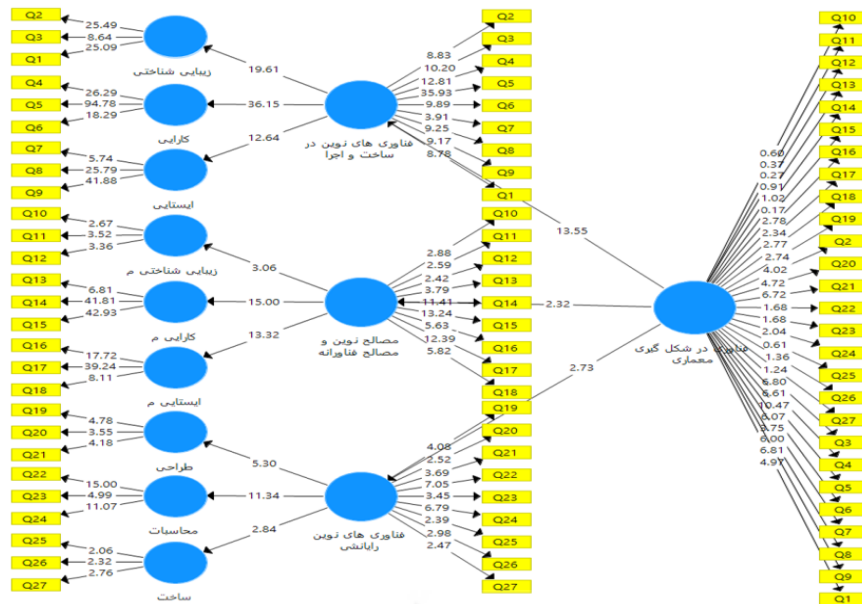 Q2
Q3
Q1
25.49
8.64
25.09
زیبایی شناختی
Q4
Q5
Q6
26.29
94.78
18.29
کارایی
Q7
Q8
Q9
5.74
25.79
41.88
ایستایی
Q10
Q11
Q12
2.67
3.52
3.36
زیبایی شناختی م
Q13
Q14
Q15
6.81
41.81
42.93
کارایی م
Q16
Q17
Q18
17.72
39.24
8.11
ایستایی م
Q19
Q20
Q21
4.78
3.55
4.18
طراحی
Q22
Q23
Q24
15.00
4.99
11.07
محاسبات
Q25
Q26
Q27
2.06
2.32
2.76
ساخت
19.61
36.15
12.64
فناوری های نوین در
ساخت و اجرا
3.06
15.00
13.32
مصالح نوین و
مصالح فناورانه
5.30
11.34
2.84
فناوری های نوین
رایانشی
8.83
10.20
12.81
35.93
9.89
3.91
9.25
9.17
8.78
Q2
Q3
Q4
Q5
Q6
Q7
Q8
Q9
Q1
2.88
2.59
2.42
3.79
11.41
13.24
5.63
12.39
5.82
Q10
Q11
Q12
Q13
Q14
Q15
Q16
Q17
Q18
4.08
2.52
3.69
7.05
3.45
6.79
2.39
2.98
2.47
Q19
Q20
Q21
Q22
Q23
Q24
Q25
Q26
Q27
13.55
2.32
2.73
فناوری در شکل گیری
معماری
0.60
0.37
0.27
0.91
1.02
0.17
2.78
2.34
2.77
2.74
4.02
4.72
6.72
1.68
1.68
2.04
0.61
1.36
1.24
6.80
6.61
10.47
6.07
3.75
6.00
6.81
4.97
Q10
Q11
Q12
Q13
Q14
Q15
Q16
Q17
Q18
Q19
Q2
Q20
Q21
Q22
Q23
Q24
Q25
Q26
Q27
Q3
Q4
Q5
Q6
Q7
Q8
Q9
Q1